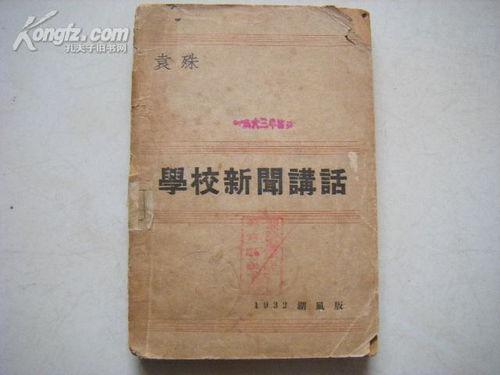 Kongfz.com
孔夫子旧书网
袁殊
學校新聞講話
1932 湖風版